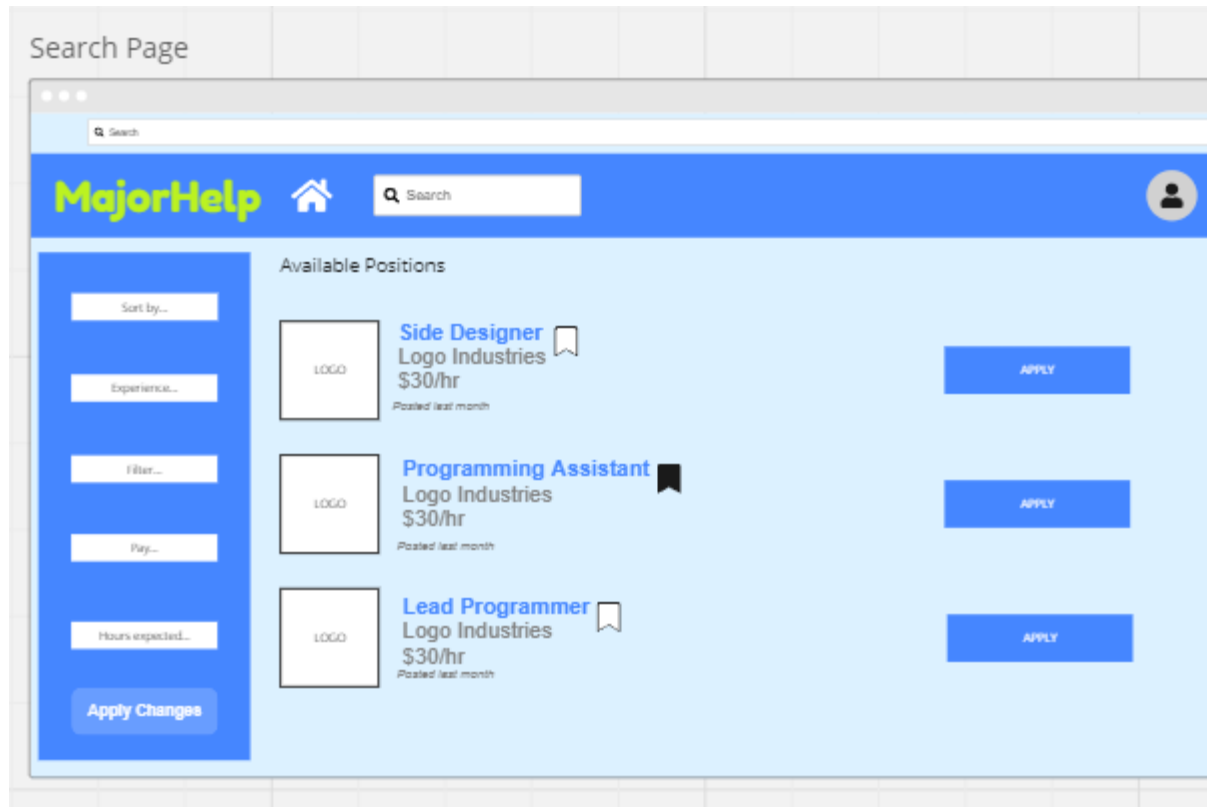 Search Page
Search
MajorHelp
Search
Sort by...
Experience...
Filter...
Pay...
Hours expected...
Apply Changes
Available Positions
LOGO
Side Designer
Logo Industries
$30/hr
Posted last month
APPLY
LOGO
Programming Assistant
Logo Industries
$30/hr
Posted last month
APPLY
LOGO
Lead Programmer
Logo Industries
$30/hr
Posted last month
APPLY